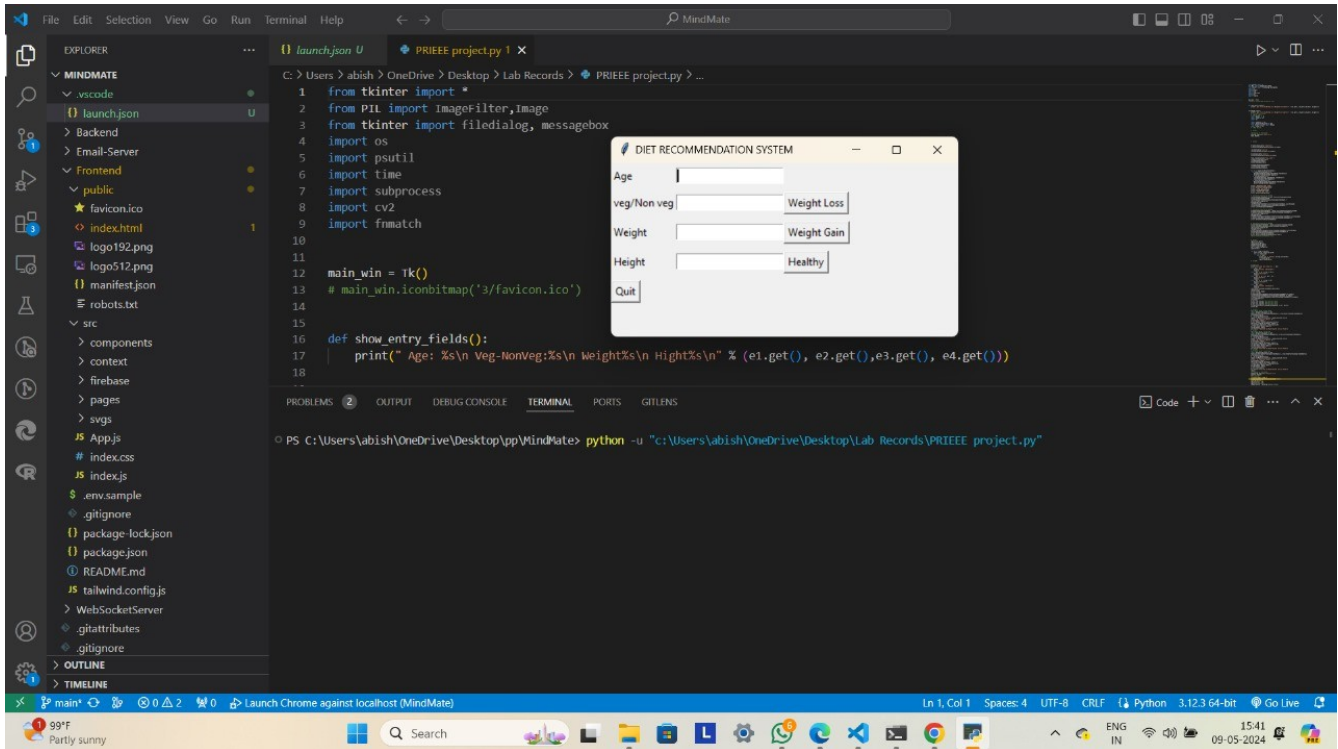 File Edit Selection View Go Run Terminal Help
MindMate
EXPLORER
MINDMATE
.vscode
{} launch.json U
Backend
Email-Server
Frontend
public
favicon.ico
index.html 1
logo192.png
logo512.png
{} manifest.json
robots.txt
src
components
context
firebase
pages
svgs
JS App.js
# index.css
JS index.js
$ .env.sample
.gitignore
{} package-lock.json
{} package.json
README.md
JS tailwind.config.js
WebSocketServer
.gitattributes
.gitignore
OUTLINE
TIMELINE
{} launch.json U
PRIEEE project.py 1
C: > Users > abish > OneDrive > Desktop > Lab Records > PRIEEE project.py > ...
1 from tkinter import *
2 from PIL import ImageFilter,Image
3 from tkinter import filedialog, messagebox
4 import os
5 import psutil
6 import time
7 import subprocess
8 import cv2
9 import fnmatch
10
11
12 main_win = Tk()
13 # main_win.iconbitmap('3/favicon.ico')
14
15
16 def show_entry_fields():
17 print(" Age: %s\n Veg-NonVeg:%s\n Weight%s\n Hight%s\n" % (e1.get(), e2.get(),e3.get(), e4.get()))
18
DIET RECOMMENDATION SYSTEM
Age
veg/Non veg Weight Loss
Weight Weight Gain
Height Healthy
Quit
PROBLEMS 2 OUTPUT DEBUG CONSOLE TERMINAL PORTS GITLENS
Code
PS C:\Users\abish\OneDrive\Desktop\pp\MindMate> python -u "c:\Users\abish\OneDrive\Desktop\Lab Records\PRIEEE project.py"
main* 0 2 0 Launch Chrome against localhost (MindMate)
Ln 1, Col 1 Spaces: 4 UTF-8 CRLF Python 3.12.3 64-bit Go Live
99°F
Partly sunny
Search
ENG
IN
15:41
09-05-2024